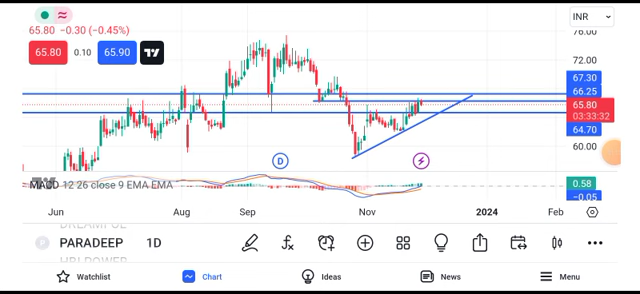 INR
65.80 −0.30 (−0.45%)
76.00
65.80 0.10 65.90
72.00
67.30
66.25
65.80
03:33:32
64.70
60.00
D
MACD 12 26 close 9 EMA EMA
0.58
−0.05
Jun Aug Sep Nov 2024 Feb
P PARADEEP 1D
Watchlist Chart Ideas News Menu